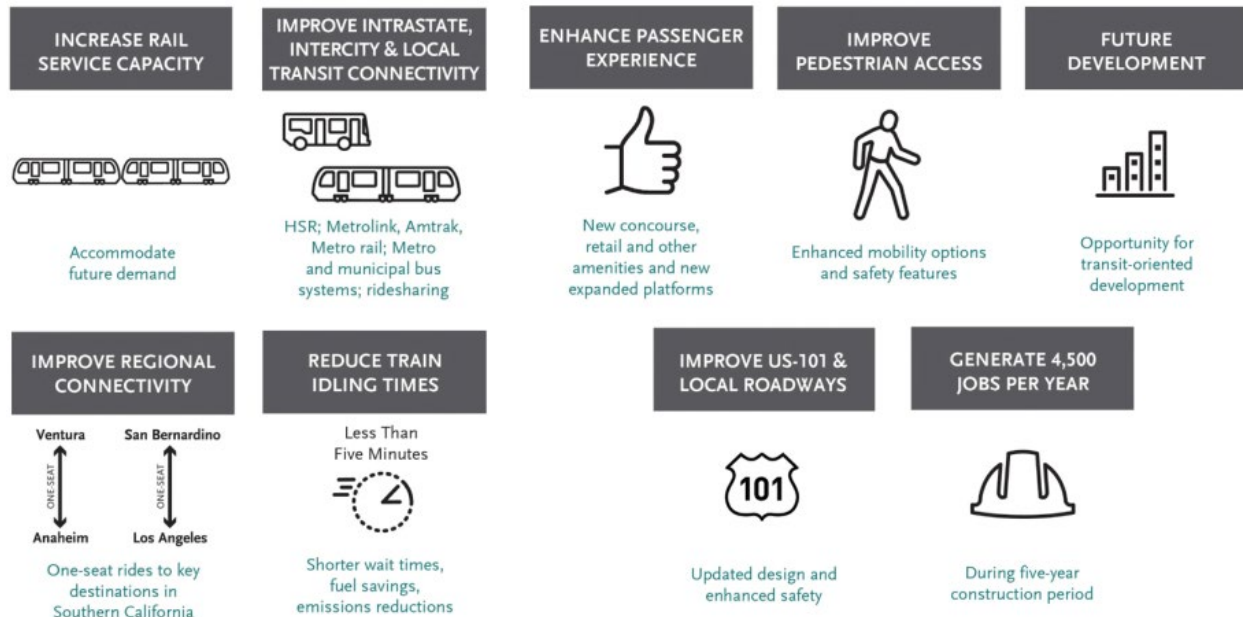 INCREASE RAIL
SERVICE CAPACITY
Accommodate
future demand
IMPROVE INTRASTATE,
INTERCITY & LOCAL
TRANSIT CONNECTIVITY
HSR; Metrolink, Amtrak,
Metro rail; Metro
and municipal bus
systems; ridesharing
ENHANCE PASSENGER
EXPERIENCE
New concourse,
retail and other
amenities and new
expanded platforms
IMPROVE
PEDESTRIAN ACCESS
Enhanced mobility options
and safety features
FUTURE
DEVELOPMENT
Opportunity for
transit-oriented
development
IMPROVE REGIONAL
CONNECTIVITY
Ventura
ONE-SEAT
Anaheim
San Bernardino
ONE-SEAT
Los Angeles
One-seat rides to key
destinations in
Southern California
REDUCE TRAIN
IDLING TIMES
Less Than
Five Minutes
Shorter wait times,
fuel savings,
emissions reductions
IMPROVE US-101 &
LOCAL ROADWAYS
101
Updated design and
enhanced safety
GENERATE 4,500
JOBS PER YEAR
During five-year
construction period